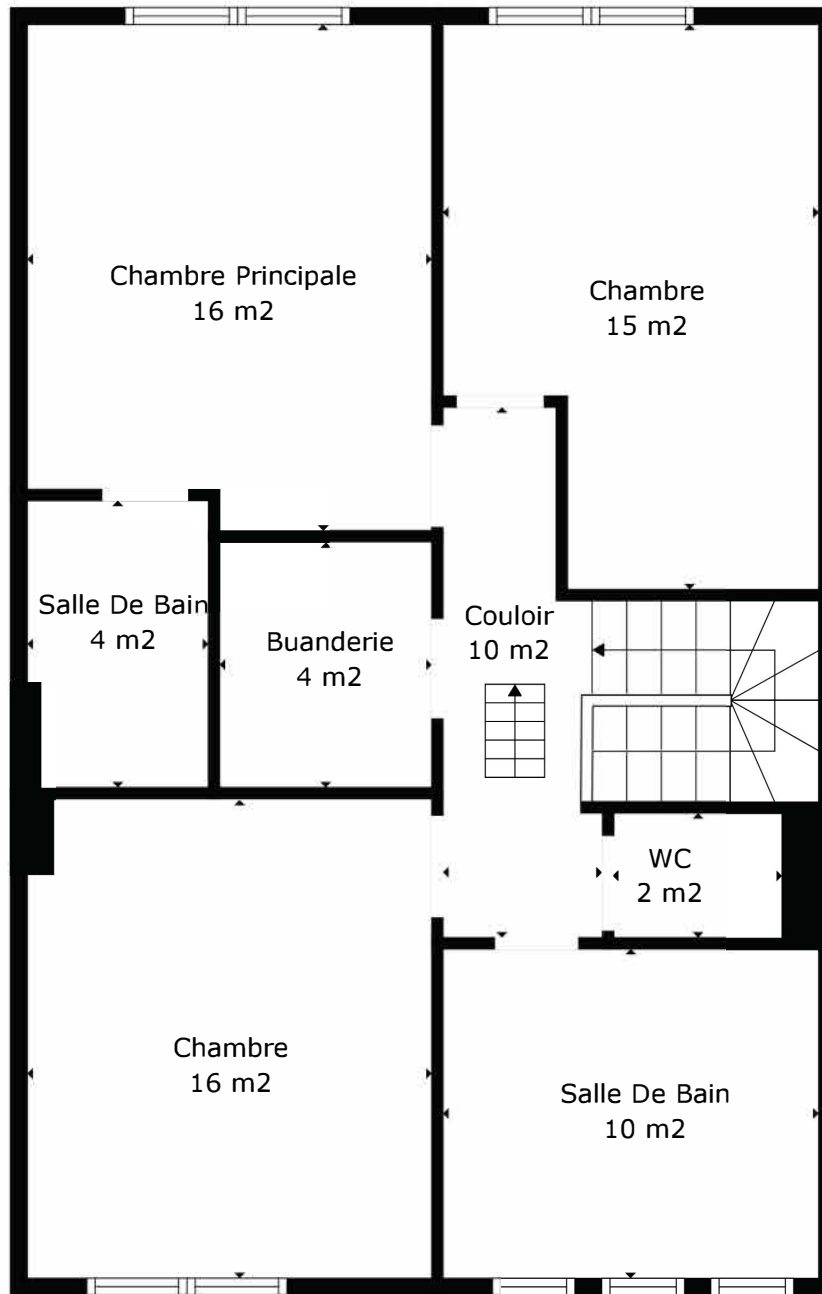 Chambre Principale
16 m2
Chambre
15 m2
Salle De Bain
4 m2
Buanderie
4 m2
Couloir
10 m2
WC
2 m2
Chambre
16 m2
Salle De Bain
10 m2